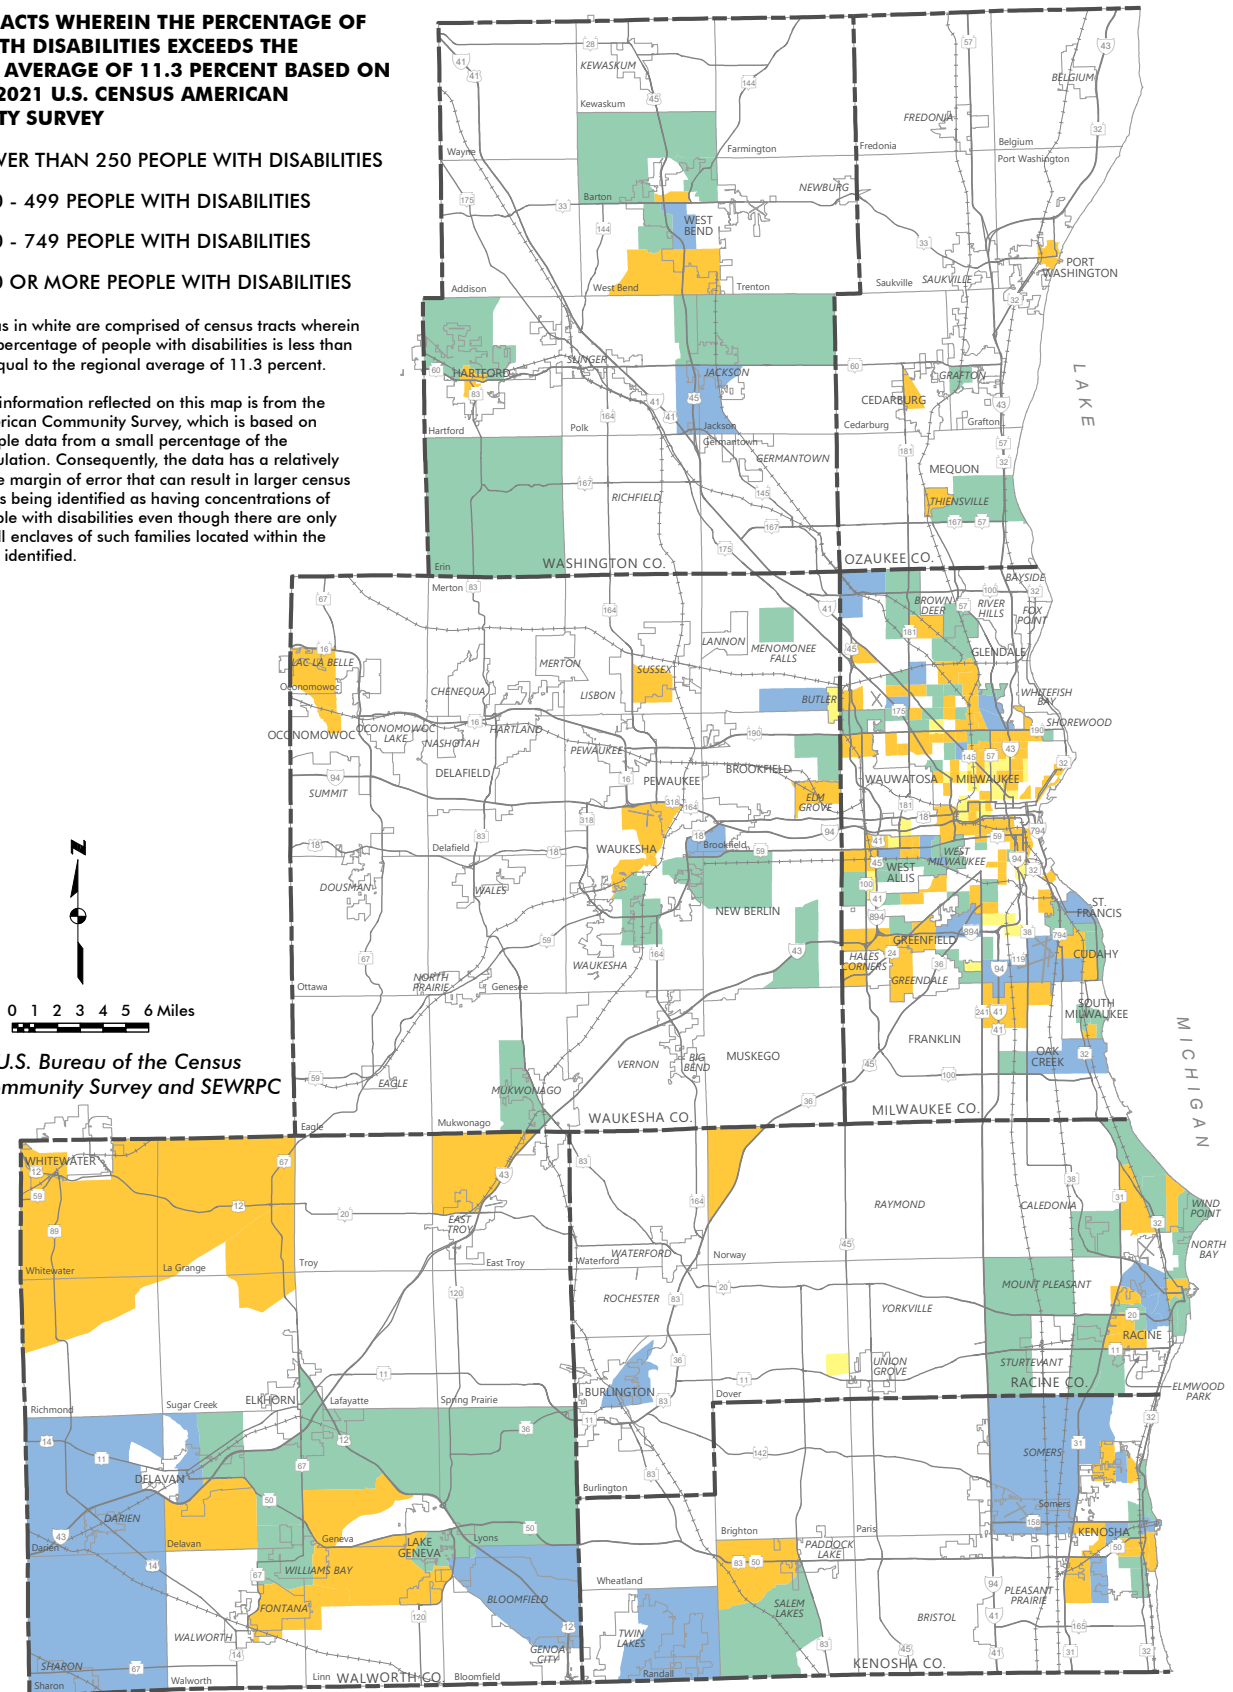 ACTS WHEREIN THE PERCENTAGE OF
TH DISABILITIES EXCEEDS THE
AVERAGE OF 11.3 PERCENT BASED ON
2021 U.S. CENSUS AMERICAN
TY SURVEY
WER THAN 250 PEOPLE WITH DISABILITIES
0 - 499 PEOPLE WITH DISABILITIES
0 - 749 PEOPLE WITH DISABILITIES
0 OR MORE PEOPLE WITH DISABILITIES
as in white are comprised of census tracts wherein
percentage of people with disabilities is less than
qual to the regional average of 11.3 percent.
information reflected on this map is from the
erican Community Survey, which is based on
ple data from a small percentage of the
ulation. Consequently, the data has a relatively
e margin of error that can result in larger census
s being identified as having concentrations of
ple with disabilities even though there are only
ll enclaves of such families located within the
identified.
KEWASKUM
Kewaskum
Wayne
Farmington
Barton
NEWBURG
WEST
BEND
West Bend
Trenton
Addison
BELGIUM
FREDONIA
Fredonia
Belgium
Port Washington
PORT
WASHINGTON
Saukville
SAUKVILLE
SLINGER
HARTFORD
JACKSON
Hartford
Polk
Jackson
Germantown
GERMANTOWN
RICHFIELD
Erin
WASHINGTON CO.
CEDARBURG
GRAFTON
Cedarburg
Grafton
MEQUON
THIENSVILLE
OZAUKEE CO.
LAKE
MICHIGAN
Merton
LAC LA BELLE
Oconomowoc
OCONOMOWOC
OCONOMOWOC
LAKE
CHENEQUA
MERTON
LISBON
SUSSEX
LANNON
MENOMONEE
FALLS
BUTLER
NASHOTAH
HARTLAND
PEWAUKEE
DELAFIELD
PEWAUKEE
BROOKFIELD
SUMMIT
ELM
GROVE
WAUKESHA
Brookfield
Delafield
DOUSMAN
WALES
NEW BERLIN
WAUKESHA
NORTH
PRAIRIE
Ottawa
Genesee
VERNON
BIG
BEND
MUSKEGO
EAGLE
MUKWONAGO
Eagle
Mukwonago
WAUKESHA CO.
BAYSIDE
BROWN
DEER
RIVER
HILLS
FOX
POINT
GLENDALE
WHITEFISH
BAY
SHOREWOOD
WAUWATOSA
MILWAUKEE
WEST
MILWAUKEE
WEST
ALLIS
ST.
FRANCIS
GREENFIELD
CUDAHY
HALES
CORNERS
GREENDALE
SOUTH
MILWAUKEE
FRANKLIN
OAK
CREEK
MILWAUKEE CO.
N
0 1 2 3 4 5 6 Miles
U.S. Bureau of the Census
mmunity Survey and SEWRPC
WHITEWATER
Whitewater
La Grange
Troy
EAST
TROY
East Troy
Richmond
Sugar Creek
ELKHORN
Lafayette
Spring Prairie
DELAVAN
DARIEN
Darien
Delavan
Geneva
LAKE
GENEVA
Lyons
WILLIAMS BAY
FONTANA
BLOOMFIELD
WALWORTH
GENOA
CITY
SHARON
Sharon
Walworth
Linn
WALWORTH CO.
Bloomfield
WATERFORD
Waterford
Norway
ROCHESTER
RAYMOND
CALEDONIA
WIND
POINT
NORTH
BAY
MOUNT PLEASANT
YORKVILLE
RACINE
UNION
GROVE
STURTEVANT
RACINE CO.
ELMWOOD
PARK
BURLINGTON
Dover
Burlington
SOMERS
Somers
Brighton
Paris
PADDOCK
LAKE
KENOSHA
Wheatland
SALEM
LAKES
PLEASANT
PRAIRIE
BRISTOL
TWIN
LAKES
Randall
KENOSHA CO.